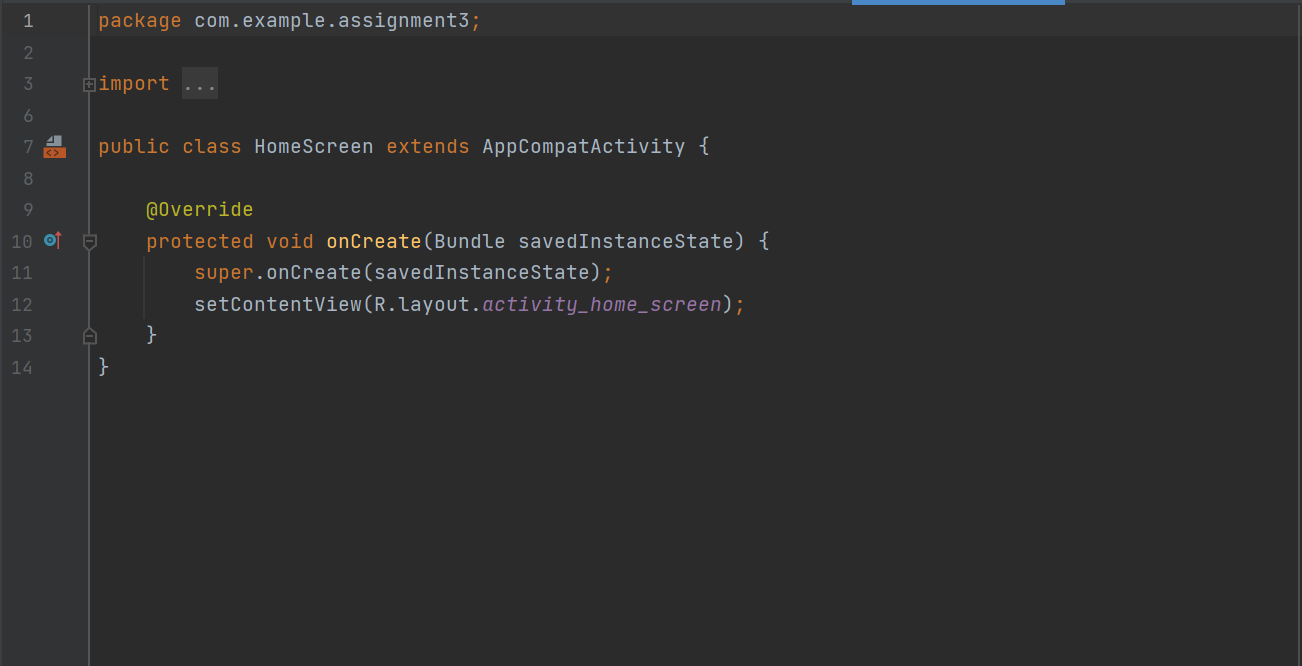 1 package com.example.assignment3;
2
3 import ...
6
7 public class HomeScreen extends AppCompatActivity {
8
9     @Override
10     protected void onCreate(Bundle savedInstanceState) {
11         super.onCreate(savedInstanceState);
12         setContentView(R.layout.activity_home_screen);
13     }
14 }